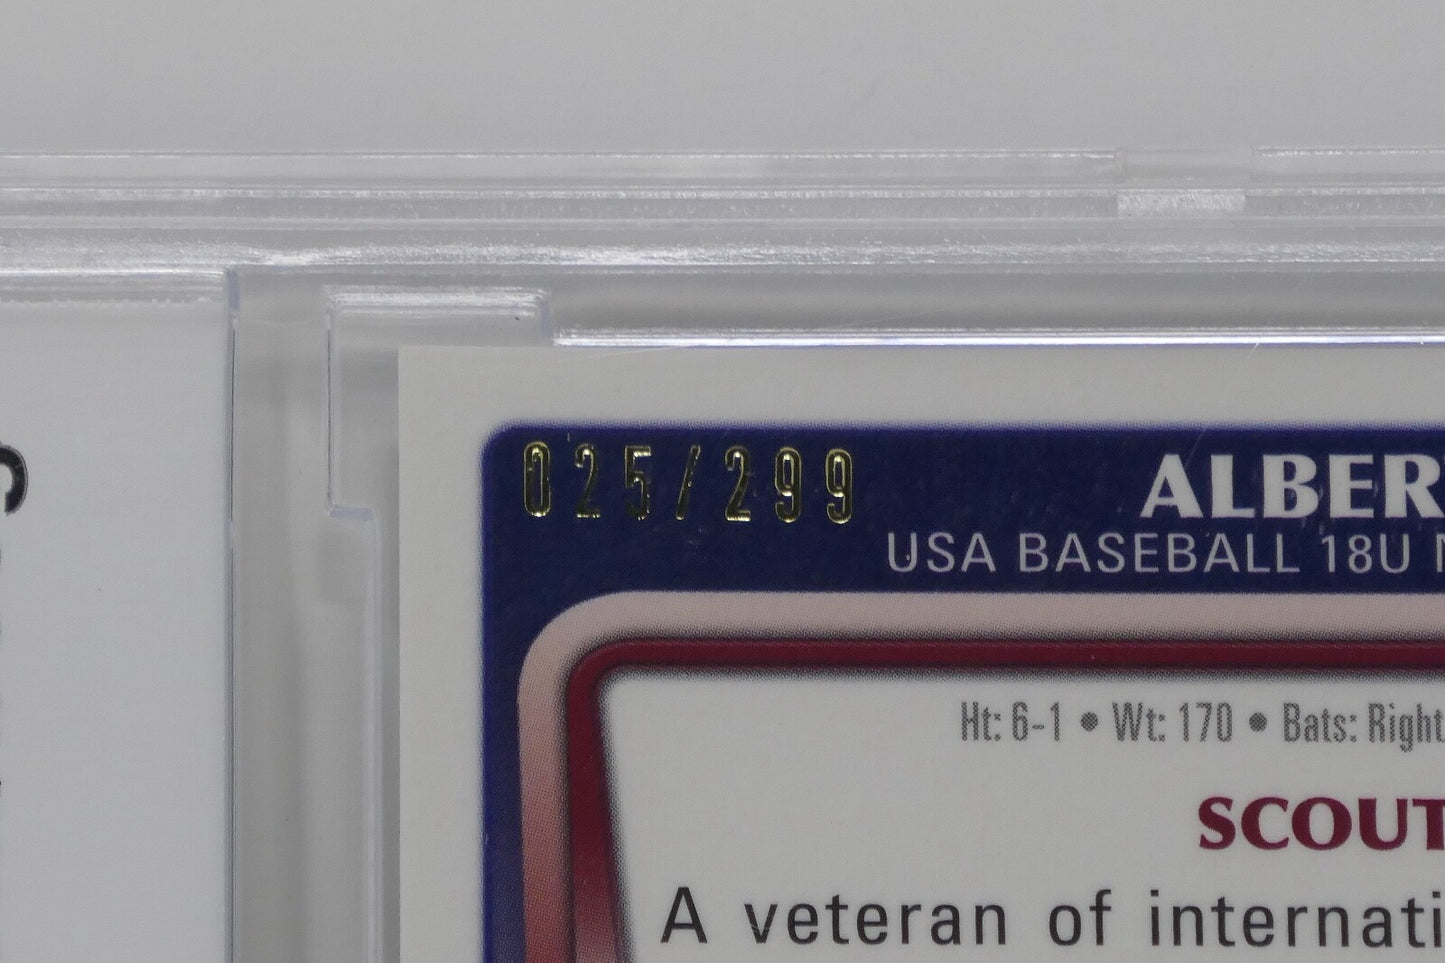 025/299
ALBER
USA BASEBALL 18U N
Ht: 6-1 • Wt: 170 • Bats: Right
SCOUT
A veteran of internati